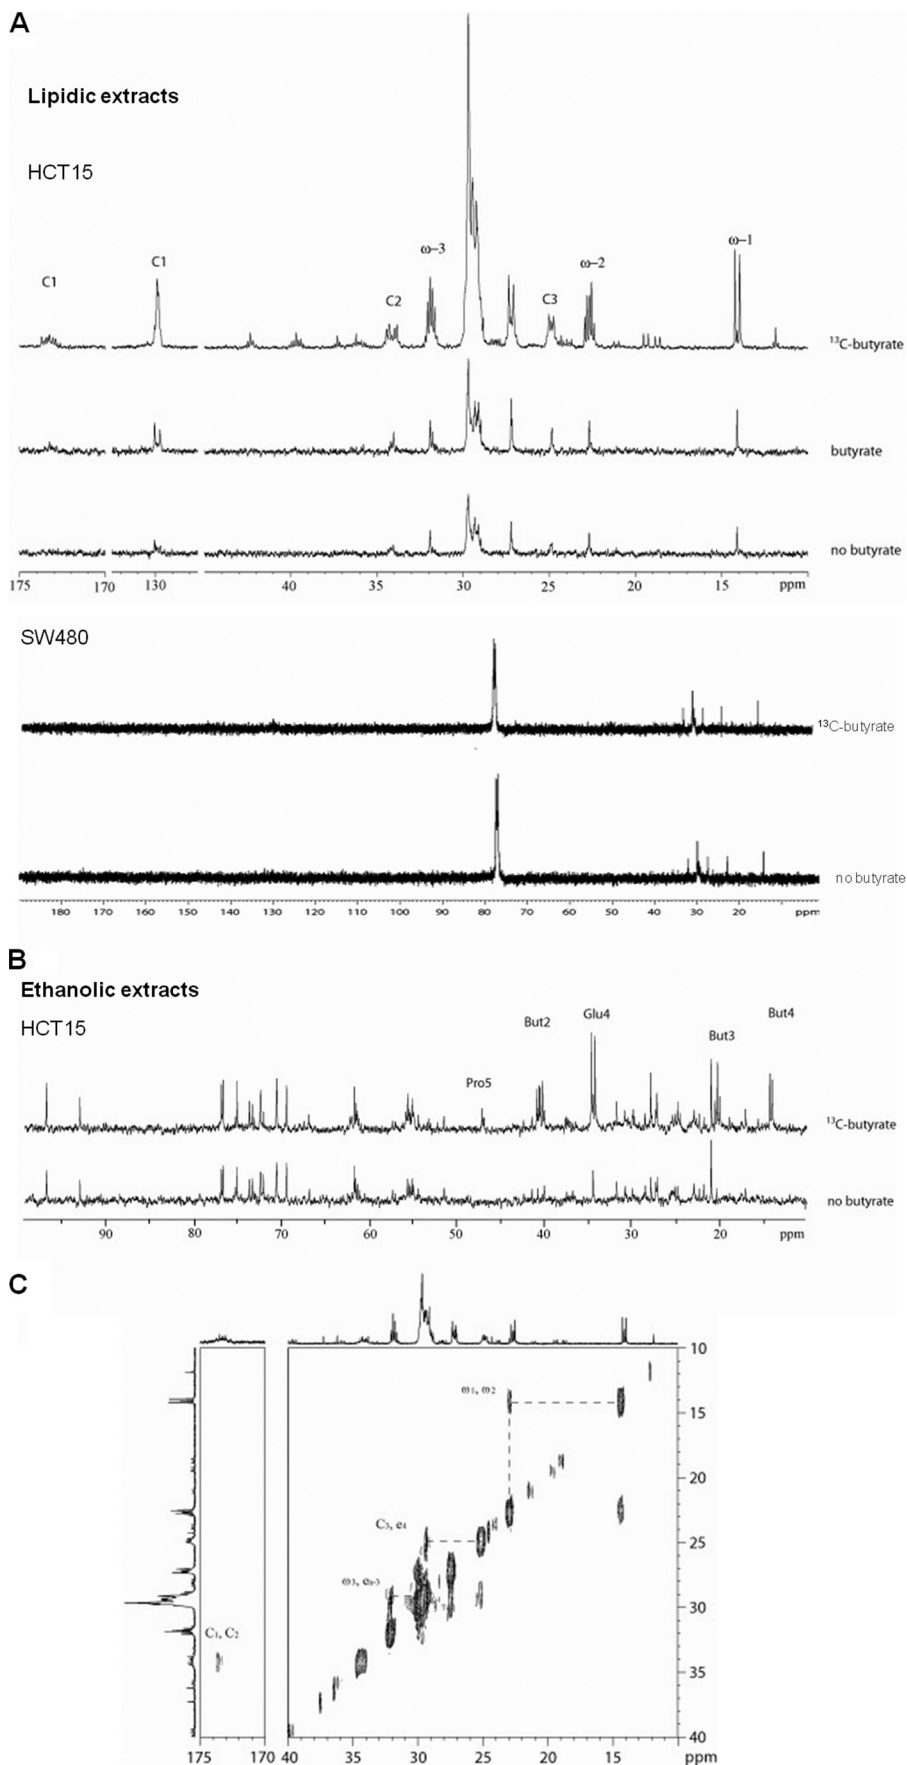 A
Lipidic extracts
HCT15
C1
C1
C2
ω–3
C3
ω–2
ω–1
¹³C-butyrate
butyrate
no butyrate
175 170 130 40 35 30 25 20 15 ppm
SW480
¹³C-butyrate
no butyrate
180 170 160 150 140 130 120 110 100 90 80 70 60 50 40 30 20 ppm
B
Ethanolic extracts
HCT15
Pro5
But2
Glu4
But3
But4
¹³C-butyrate
no butyrate
90 80 70 60 50 40 30 20 ppm
C
10
ω1, ω2
15
20
C3, e4
25
ω3, en-3
30
C1, C2
35
40
175 170 40 35 30 25 20 15 ppm